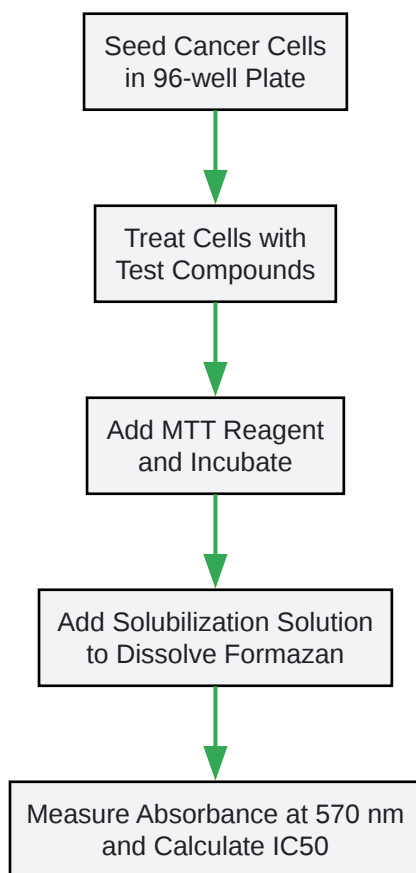 Seed Cancer Cells
in 96-well Plate
Treat Cells with
Test Compounds
Add MTT Reagent
and Incubate
Add Solubilization Solution
to Dissolve Formazan
Measure Absorbance at 570 nm
and Calculate IC50